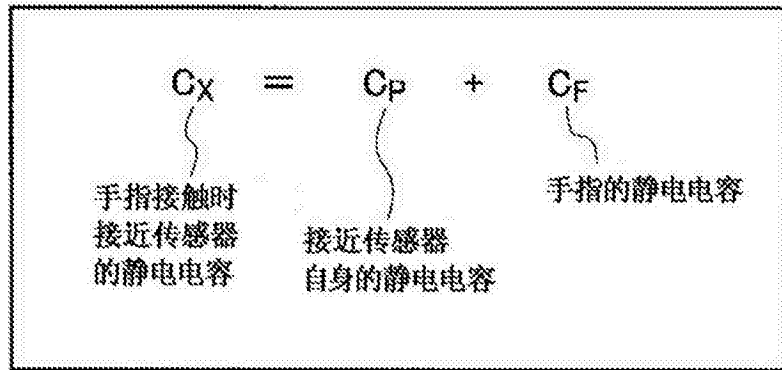 Cx = CP + CF
手指接触时
接近传感器
的静电电容
接近传感器
自身的静电电容
手指的静电电容